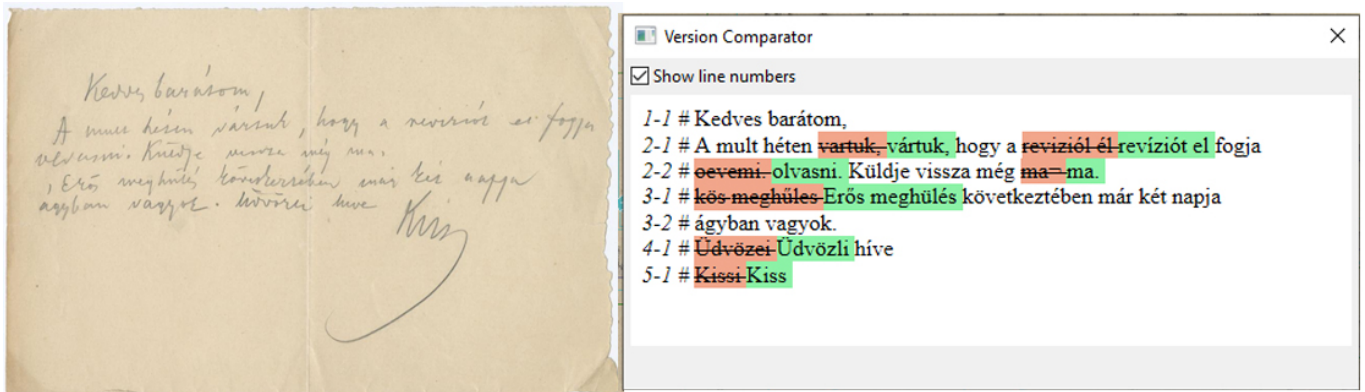 Kedves barátom,
A mult héten vártuk, hogy a reviziót el fogja
olvasni. Küldje vissza még ma.
Erős meghülés következtében már két napja
ágyban vagyok. Üdvözli hive
Kiss
Version Comparator
Show line numbers
1-1 # Kedves barátom,
2-1 # A mult héten vartuk, vártuk, hogy a reviziól él revíziót el fogja
2-2 # oevemi. olvasni. Küldje vissza még ma= ma.
3-1 # kös meghűles Erős meghülés következtében már két napja
3-2 # ágyban vagyok.
4-1 # Üdvözei Üdvözli híve
5-1 # Kissi Kiss